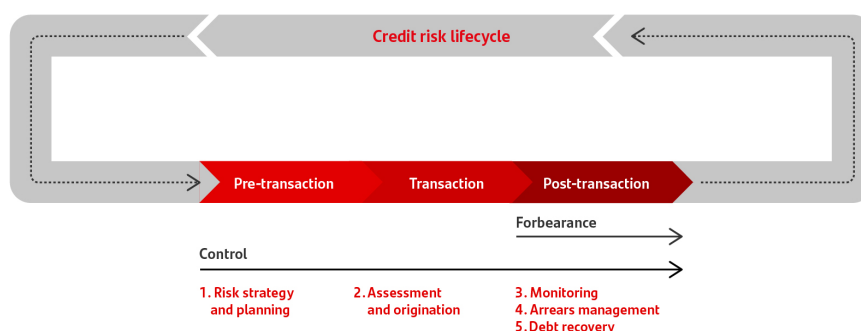 Credit risk lifecycle
Pre-transaction
Transaction
Post-transaction
Forbearance
Control
1. Risk strategy
and planning
2. Assessment
and origination
3. Monitoring
4. Arrears management
5. Debt recovery